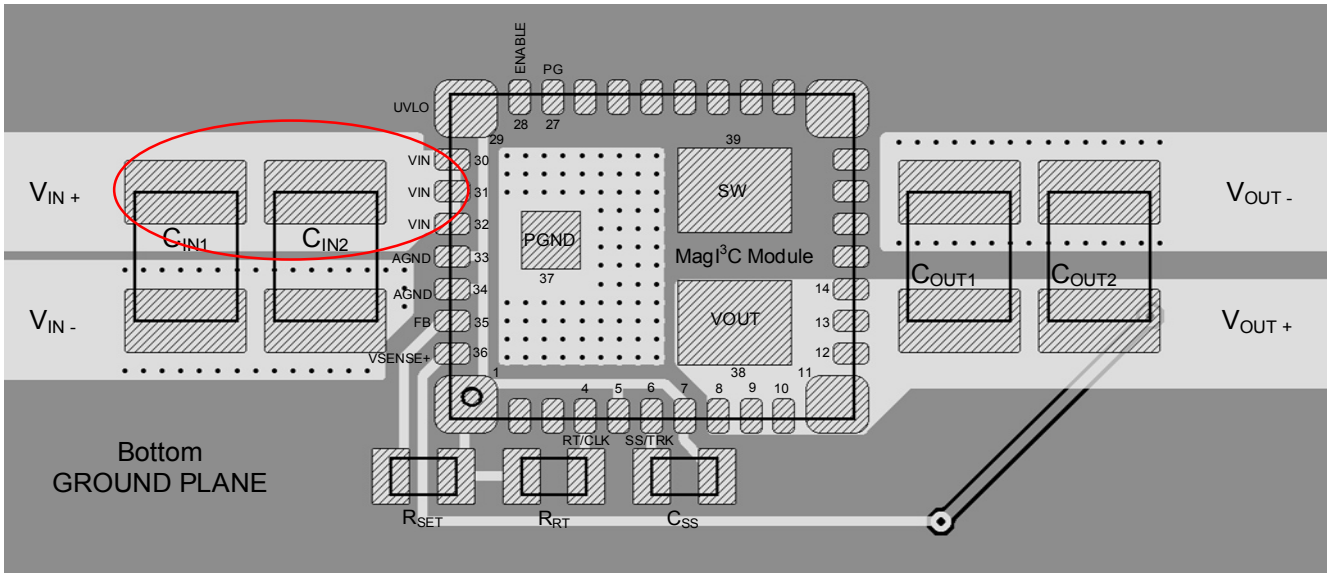 ENABLE
PG
UVLO
28
27
29
39
VIN
30
VIN
31
VIN
32
AGND
33
AGND
34
FB
35
VSENSE+
36
V_IN +
V_IN -
C_IN1
C_IN2
PGND
37
SW
MagI³C Module
VOUT
38
14
13
12
11
1
4
5
6
7
8
9
10
RT/CLK
SS/TRK
C_OUT1
C_OUT2
V_OUT -
V_OUT +
Bottom
GROUND PLANE
R_SET
R_RT
C_SS